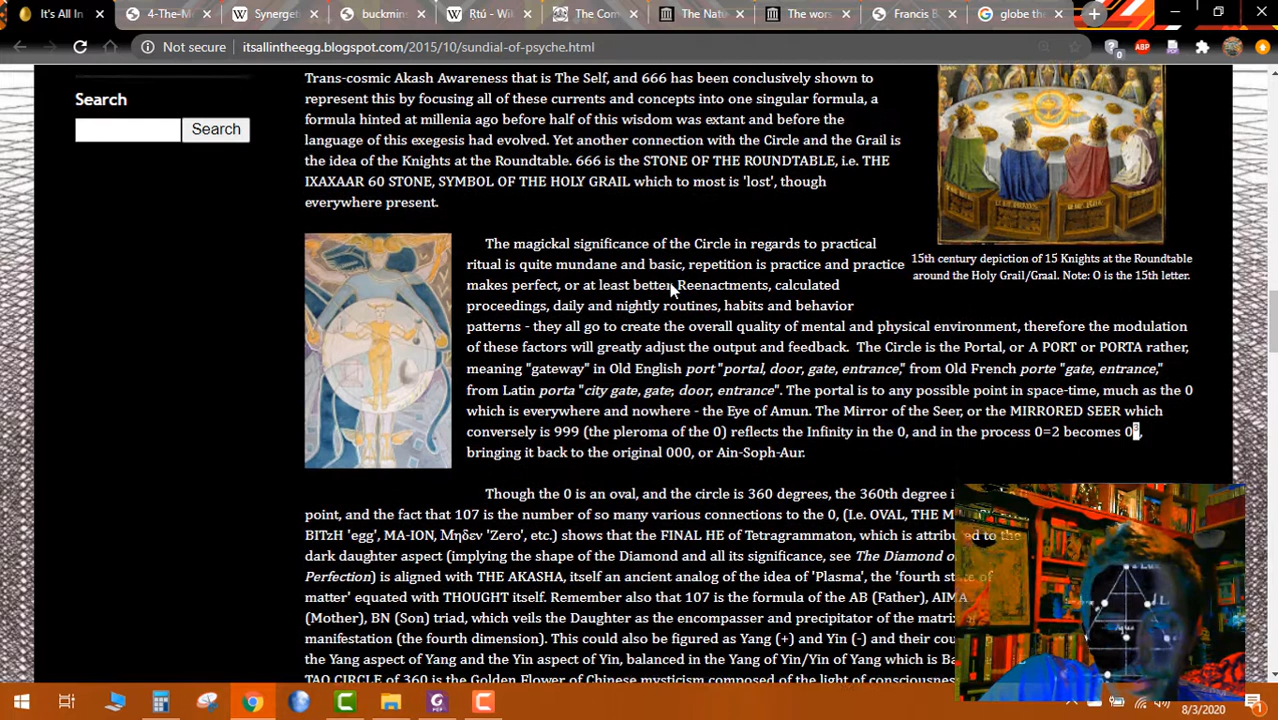 It's All In
4-The-M
Synerget
buckmins
Ṛtú - Wil
The Com
The Natu
The wors
Francis B
globe the
Not secure
itsallintheegg.blogspot.com/2015/10/sundial-of-psyche.html
Search
Search
Trans-cosmic Akash Awareness that is The Self, and 666 has been conclusively shown to
represent this by focusing all of these currents and concepts into one singular formula, a
formula hinted at millenia ago before half of this wisdom was extant and before the
language of this exegesis had evolved. Yet another connection with the Circle and the Grail is
the idea of the Knights at the Roundtable. 666 is the STONE OF THE ROUNDTABLE, i.e. THE
IXAXAAR 60 STONE, SYMBOL OF THE HOLY GRAIL which to most is 'lost', though
everywhere present.
15th century depiction of 15 Knights at the Roundtable
around the Holy Grail/Graal. Note: O is the 15th letter.
The magickal significance of the Circle in regards to practical
ritual is quite mundane and basic, repetition is practice and practice
makes perfect, or at least better. Reenactments, calculated
proceedings, daily and nightly routines, habits and behavior
patterns - they all go to create the overall quality of mental and physical environment, therefore the modulation
of these factors will greatly adjust the output and feedback. The Circle is the Portal, or A PORT or PORTA rather,
meaning "gateway" in Old English port "portal, door, gate, entrance," from Old French porte "gate, entrance,"
from Latin porta "city gate, gate; door, entrance". The portal is to any possible point in space-time, much as the 0
which is everywhere and nowhere - the Eye of Amun. The Mirror of the Seer, or the MIRRORED SEER which
conversely is 999 (the pleroma of the 0) reflects the Infinity in the 0, and in the process 0=2 becomes 0³,
bringing it back to the original 000, or Ain-Soph-Aur.
Though the 0 is an oval, and the circle is 360 degrees, the 360th degree i
point, and the fact that 107 is the number of so many various connections to the 0, (I.e. OVAL, THE M
BITzH 'egg', MA-ION, Μηδεν 'Zero', etc.) shows that the FINAL HE of Tetragrammaton, which is attributed to the
dark daughter aspect (implying the shape of the Diamond and all its significance, see The Diamond o
Perfection) is aligned with THE AKASHA, itself an ancient analog of the idea of 'Plasma', the 'fourth state of
matter' equated with THOUGHT itself. Remember also that 107 is the formula of the AB (Father), AIMA
(Mother), BN (Son) triad, which veils the Daughter as the encompasser and precipitator of the matrix
manifestation (the fourth dimension). This could also be figured as Yang (+) and Yin (-) and their cou
the Yang aspect of Yang and the Yin aspect of Yin, balanced in the Yang of Yin/Yin of Yang which is Ba
TAO CIRCLE of 360 is the Golden Flower of Chinese mysticism composed of the light of consciousnes
8/3/2020